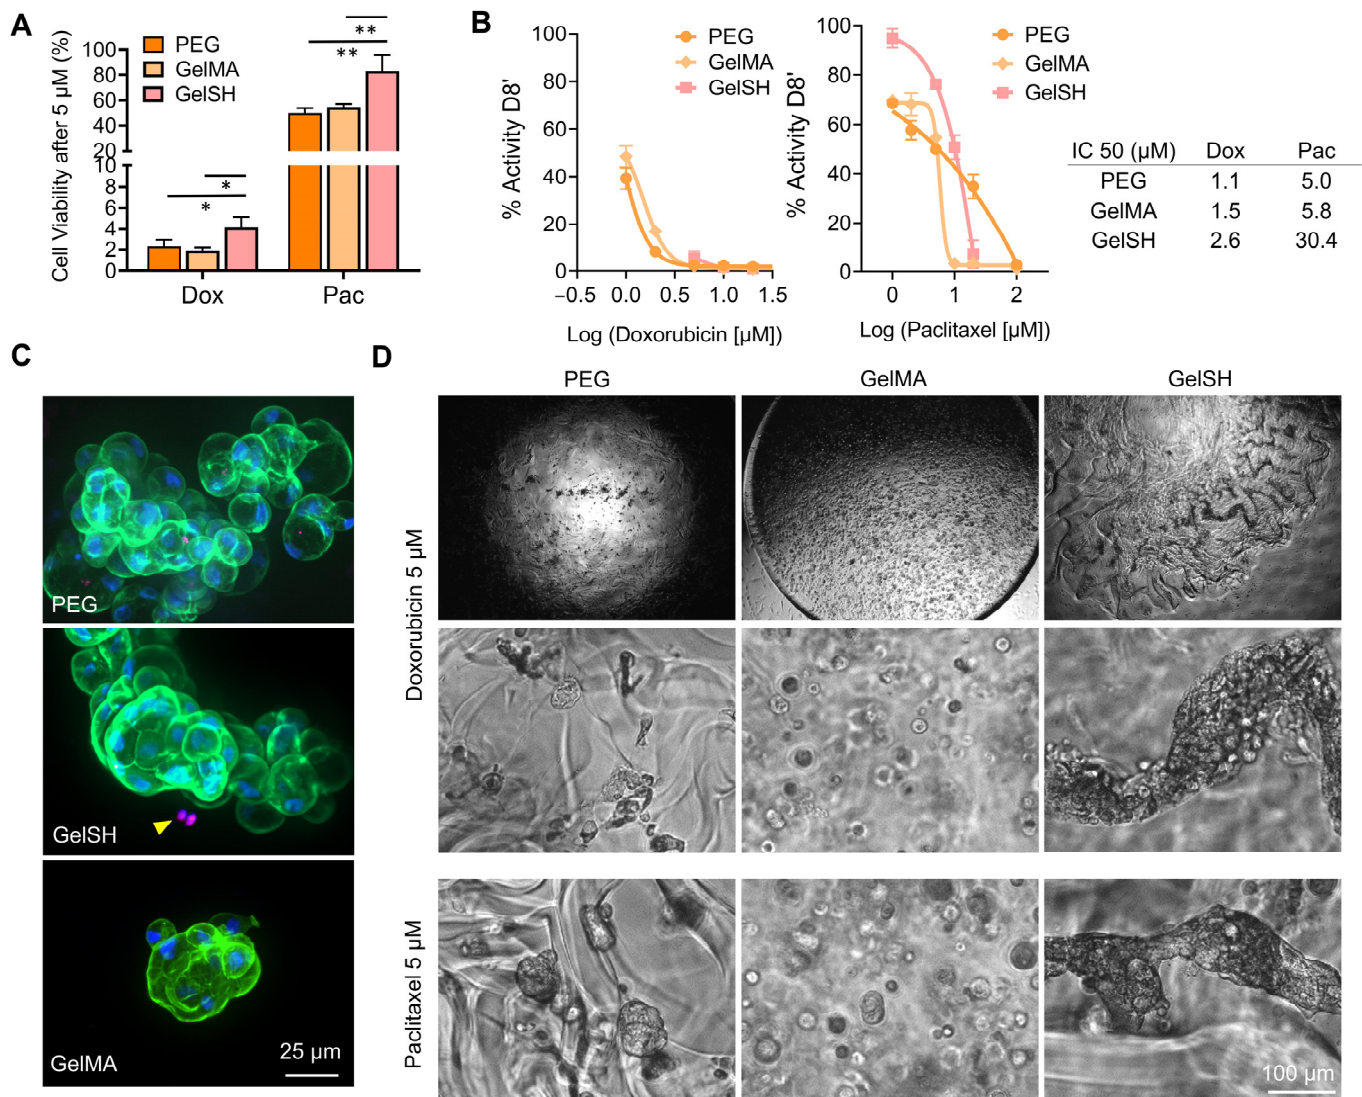 A
Cell Viability after 5 µM (%)
100
80
60
40
20
10
8
6
4
2
0
PEG
GelMA
GelSH
**
**
*
*
Dox
Pac
B
% Activity D8'
100
80
60
40
20
0
−0.5
0.0
0.5
1.0
1.5
Log (Doxorubicin [µM])
PEG
GelMA
GelSH
% Activity D8'
100
80
60
40
20
0
0
1
2
Log (Paclitaxel [µM])
PEG
GelMA
GelSH
IC 50 (µM) Dox Pac
PEG 1.1 5.0
GelMA 1.5 5.8
GelSH 2.6 30.4
C
PEG
GelSH
GelMA
25 µm
D
PEG GelMA GelSH
Doxorubicin 5 µM
Paclitaxel 5 µM
100 µm